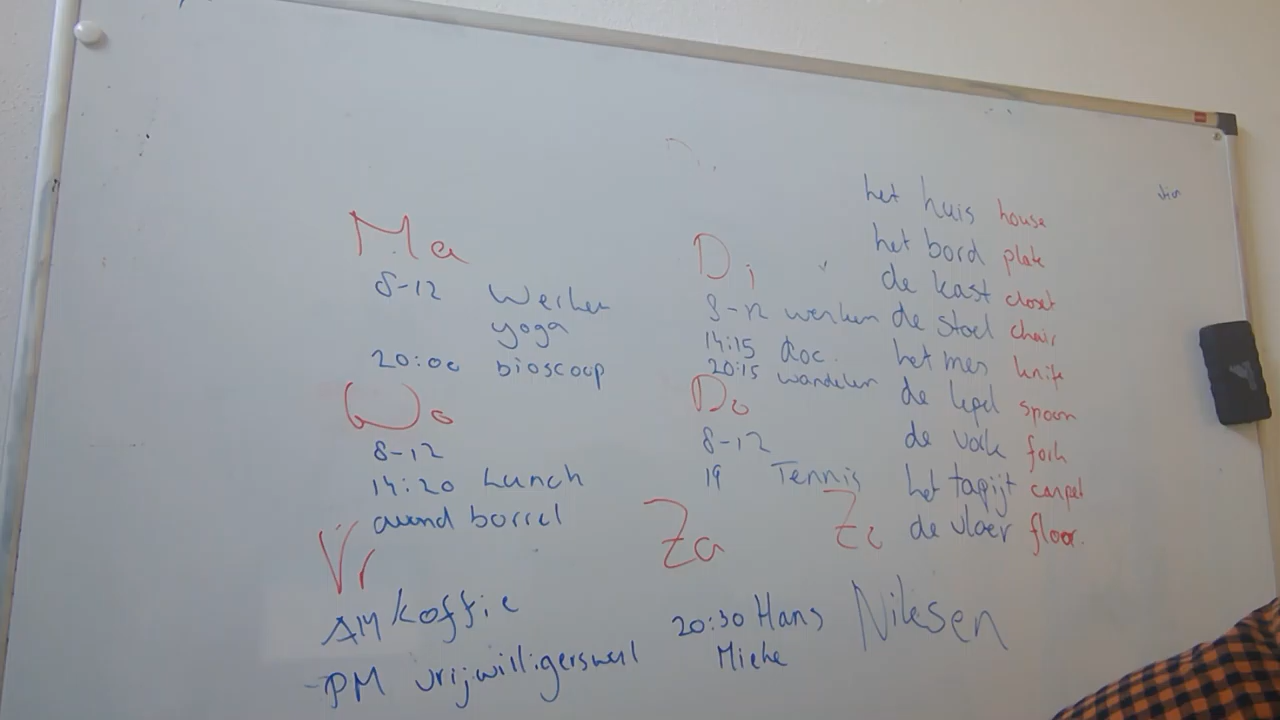 Ma
8-12 Werken
yoga
20:00 bioscoop
Di
8-12 werken
14:15 doc.
20:15 wandelen
Wo
8-12
14:20 Lunch
avond borrel
Do
8-12
19 Tennis
Vr
AM koffie
-PM vrijwilligerswerl
Za
20:30 Hans
Mieke
Zo
Niksen
het huis house
het bord plate
de kast closet
de stoel chair
het mes knife
de lepel spoon
de vork fork
het tapijt carpet
de vloer floor.